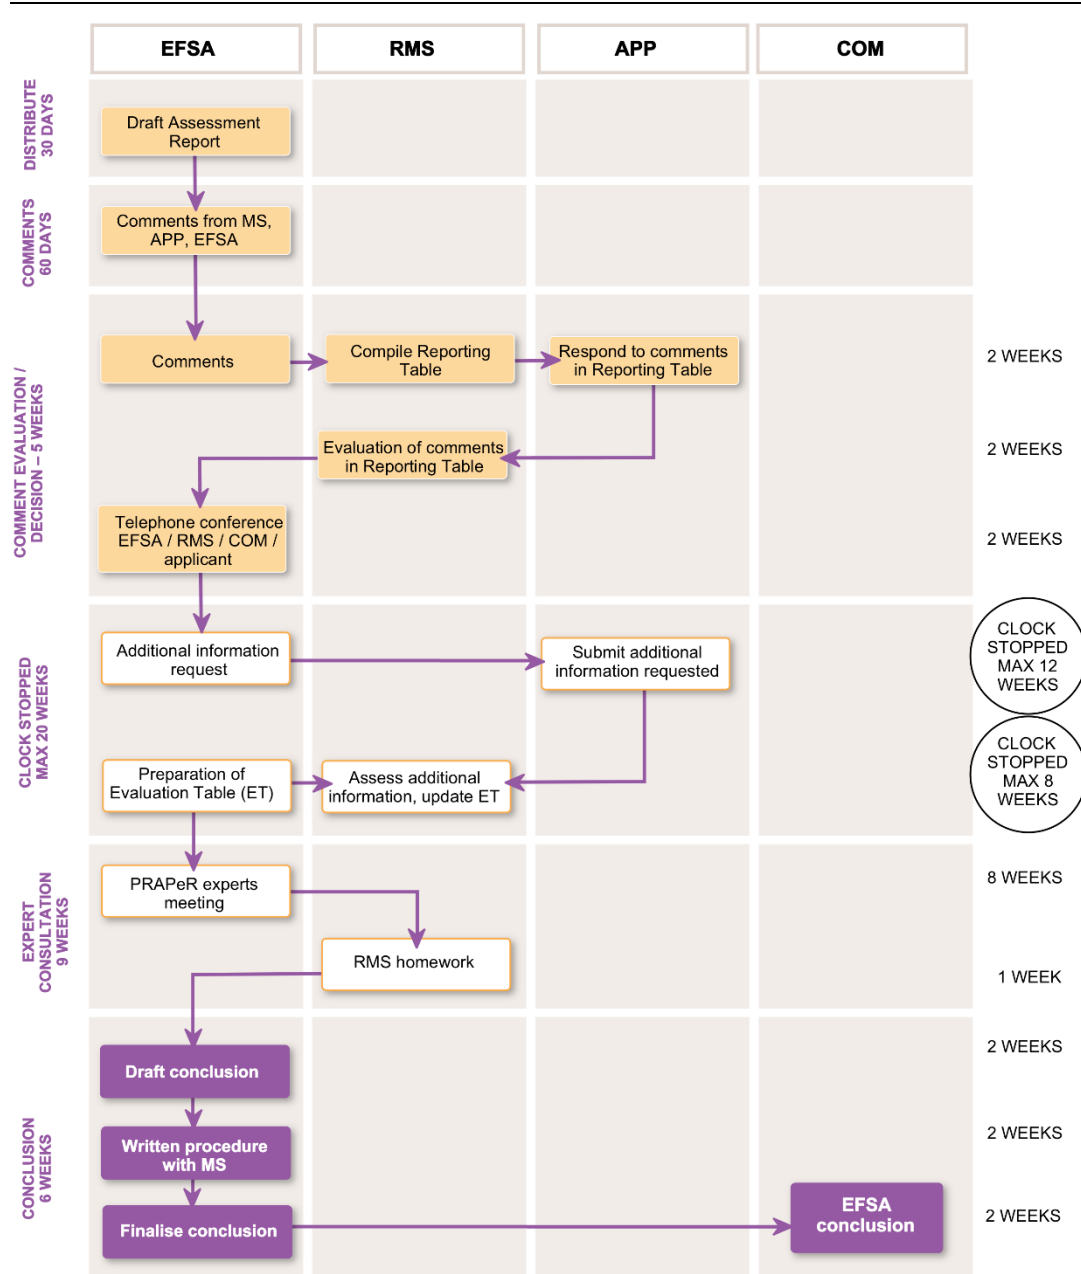 EFSA
RMS
APP
COM
DISTRIBUTE
30 DAYS
Draft Assessment
Report
COMMENTS
60 DAYS
Comments from MS,
APP, EFSA
COMMENT EVALUATION /
DECISION – 5 WEEKS
Comments
Compile Reporting
Table
Respond to comments
in Reporting Table
2 WEEKS
Evaluation of comments
in Reporting Table
2 WEEKS
Telephone conference
EFSA / RMS / COM /
applicant
2 WEEKS
CLOCK STOPPED
MAX 20 WEEKS
Additional information
request
Submit additional
information requested
CLOCK
STOPPED
MAX 12
WEEKS
Preparation of
Evaluation Table (ET)
Assess additional
information, update ET
CLOCK
STOPPED
MAX 8
WEEKS
EXPERT
CONSULTATION
9 WEEKS
PRAPeR experts
meeting
8 WEEKS
RMS homework
1 WEEK
CONCLUSION
6 WEEKS
Draft conclusion
2 WEEKS
Written procedure
with MS
2 WEEKS
Finalise conclusion
EFSA
conclusion
2 WEEKS